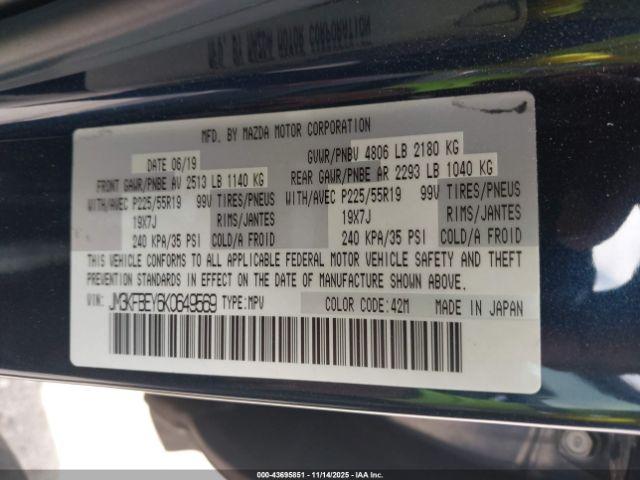 MFD. BY MAZDA MOTOR CORPORATION
DATE 06/19
GVWR/PNBV 4806 LB 2180 KG
FRONT GAWR/PNBE AV 2513 LB 1140 KG
REAR GAWR/PNBE AR 2293 LB 1040 KG
WITH/AVEC P225/55R19 99V TIRES/PNEUS
WITH/AVEC P225/55R19 99V TIRES/PNEUS
19X7J RIMS/JANTES
19X7J RIMS/JANTES
240 KPA/35 PSI COLD/A FROID
240 KPA/35 PSI COLD/A FROID
THIS VEHICLE CONFORMS TO ALL APPLICABLE FEDERAL MOTOR VEHICLE SAFETY AND THEFT
PREVENTION STANDARDS IN EFFECT ON THE DATE OF MANUFACTURE SHOWN ABOVE.
VIN: JM3KFBEY6K0649569 TYPE:MPV COLOR CODE:42M MADE IN JAPAN
000-43695851 - 11/14/2025 - IAA Inc.